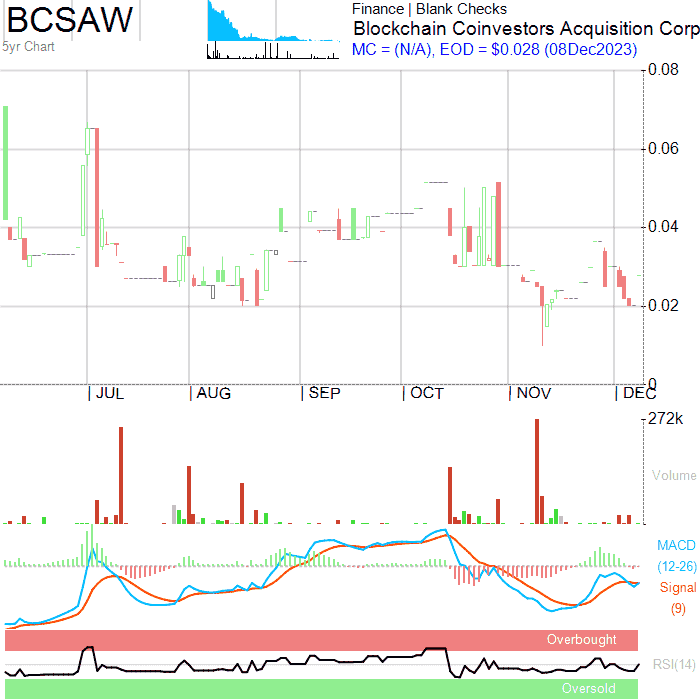 BCSAW
5yr Chart
Finance | Blank Checks
Blockchain Coinvestors Acquisition Corp
MC = (N/A), EOD = $0.028 (08Dec2023)
0.08
0.06
0.04
0.02
0
JUL AUG SEP OCT NOV DEC
272k
Volume
MACD
(12-26)
Signal
(9)
Overbought
RSI(14)
Oversold